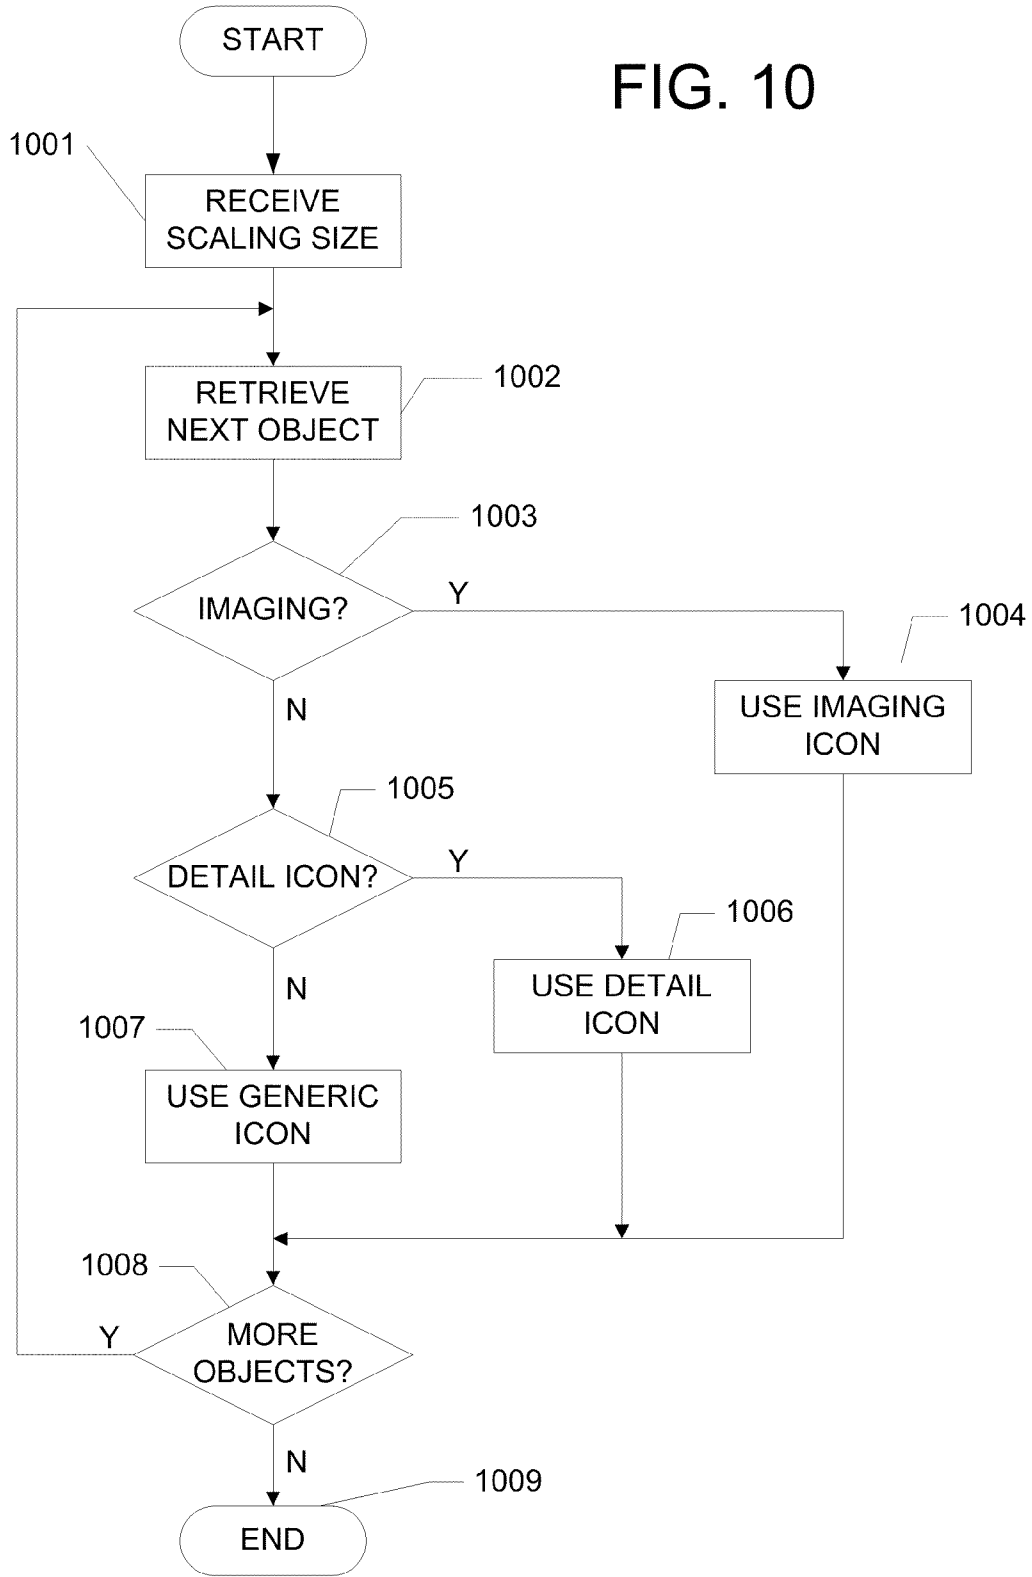 START
FIG. 10
1001
RECEIVE
SCALING SIZE
1002
RETRIEVE
NEXT OBJECT
1003
IMAGING?
Y
1004
USE IMAGING
ICON
N
1005
DETAIL ICON?
Y
1006
USE DETAIL
ICON
N
1007
USE GENERIC
ICON
1008
MORE
OBJECTS?
Y
N
1009
END